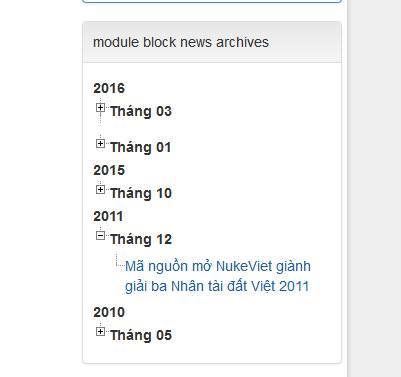 module block news archives
2016
Tháng 03
Tháng 01
2015
Tháng 10
2011
Tháng 12
Mã nguồn mở NukeViet giành
giải ba Nhân tài đất Việt 2011
2010
Tháng 05